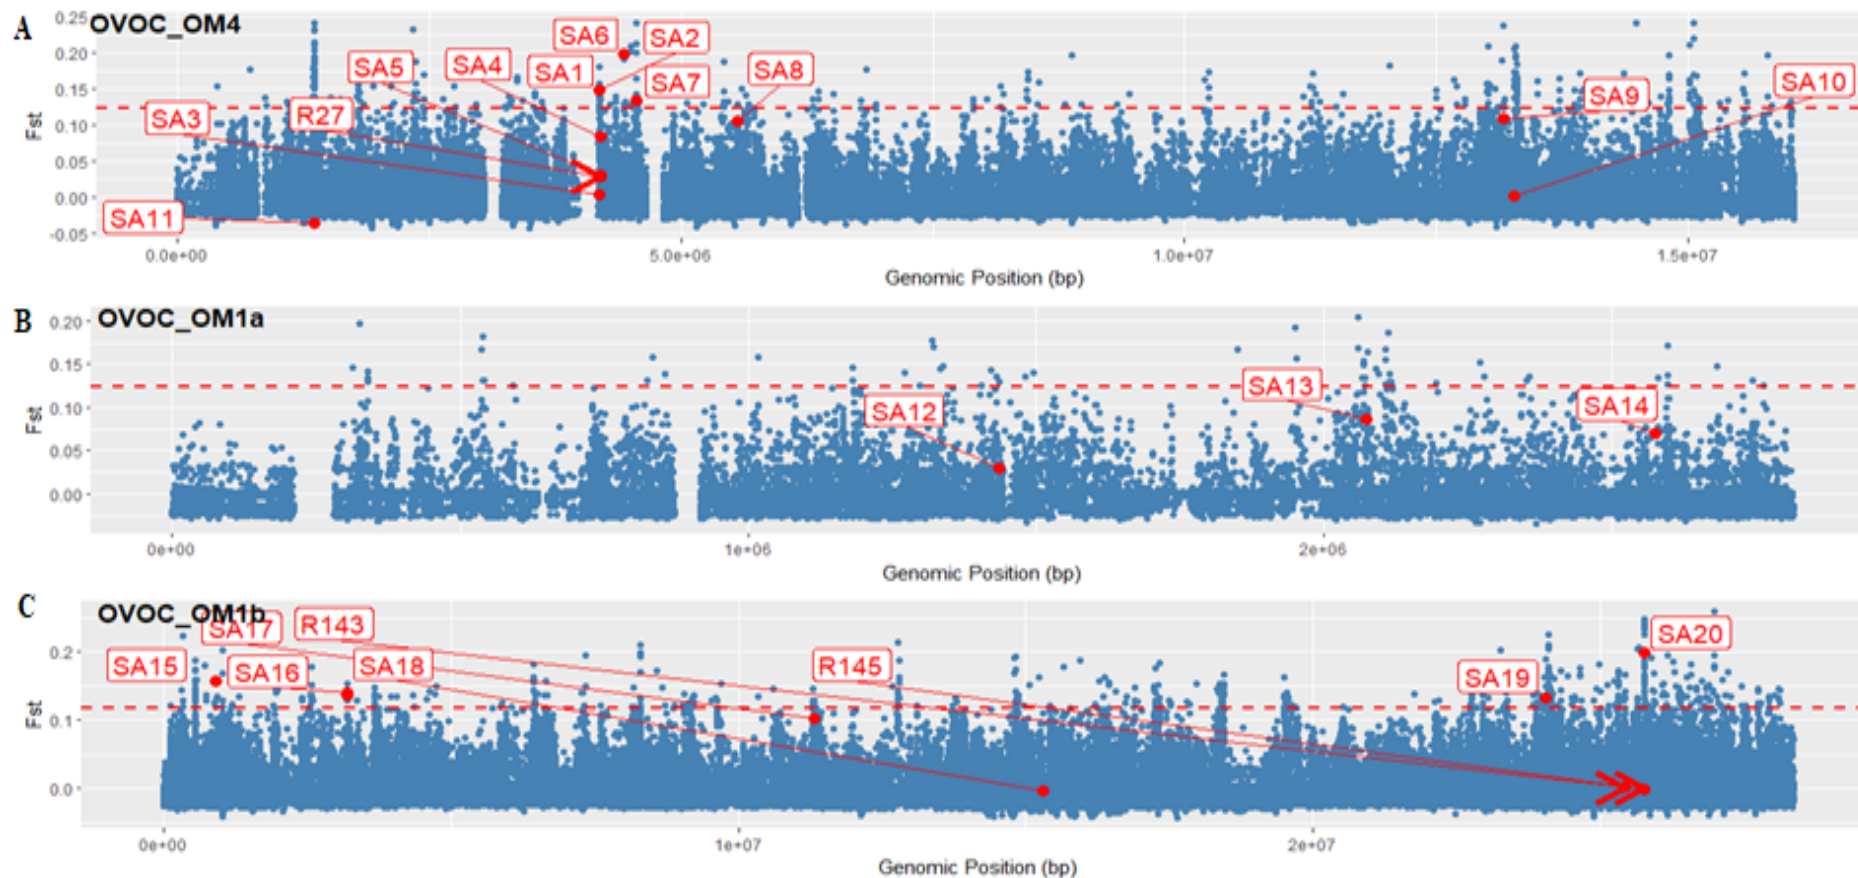 A
OVOC_OM4
Fst
0.25
0.20
0.15
0.10
0.05
0.00
-0.05
SA6
SA2
SA5
SA4
SA1
SA7
SA8
SA10
SA9
SA3
R27
SA11
0.0e+00
5.0e+06
1.0e+07
1.5e+07
Genomic Position (bp)
B
OVOC_OM1a
Fst
0.20
0.15
0.10
0.05
0.00
SA13
SA12
SA14
0e+00
1e+06
2e+06
Genomic Position (bp)
C
OVOC_OM1b
Fst
0.2
0.1
0.0
SA17
R143
SA20
SA15
SA16
SA18
R145
SA19
0e+00
1e+07
2e+07
Genomic Position (bp)